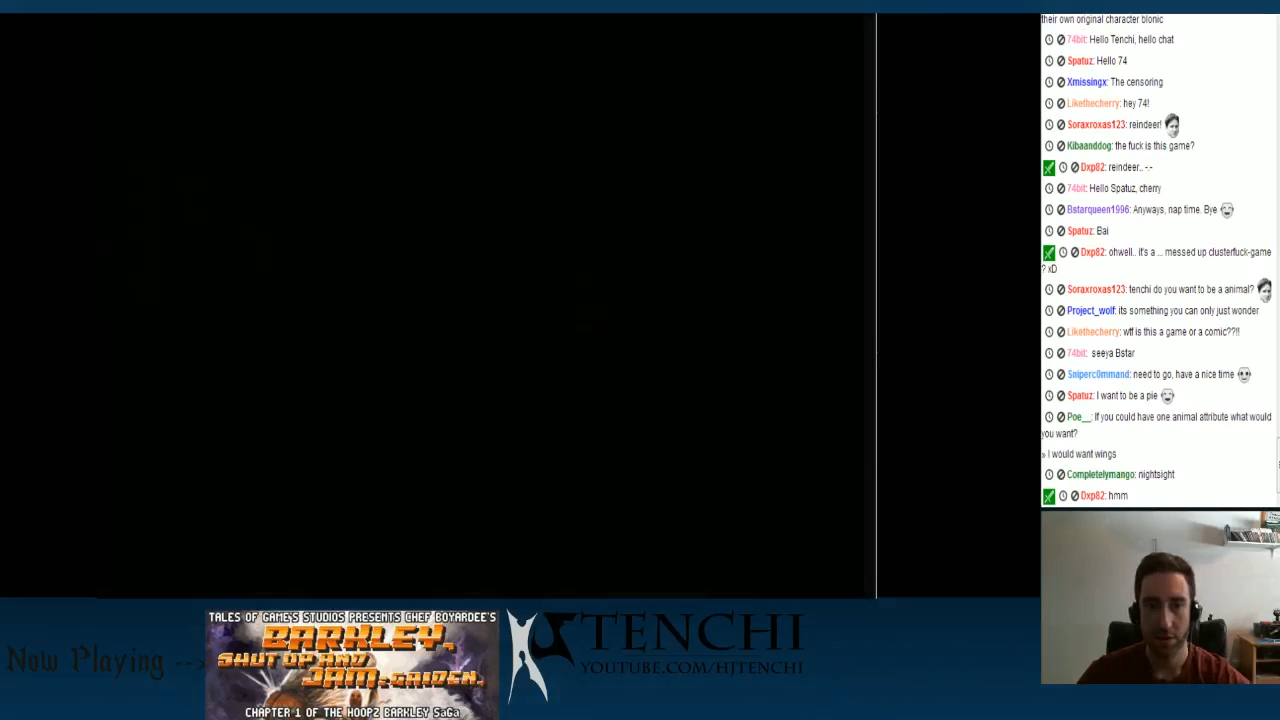 their own original character blonic
74bit: Hello Tenchi, hello chat
Spatuz: Hello 74
Xmissingx: The censoring
Likethecherry: hey 74!
Soraxroxas123: reindeer!
Kibaanddog: the fuck is this game?
Dxp82: reindeer.. -.-
74bit: Hello Spatuz, cherry
Bstarqueen1996: Anyways, nap time. Bye
Spatuz: Bai
Dxp82: ohwell.. it's a ... messed up clusterfuck-game
? xD
Soraxroxas123: tenchi do you want to be a animal?
Project_wolf: its something you can only just wonder
Likethecherry: wtf is this a game or a comic??!!
74bit: seeya Bstar
Sniperc0mmand: need to go, have a nice time
Spatuz: I want to be a pie
Poe__: If you could have one animal attribute what would
you want?
» I would want wings
Completelymango: nightsight
Dxp82: hmm
Now Playing -->
TALES OF GAME'S STUDIOS PRESENTS CHEF BOYARDEE'S
BARKLEY,
SHUT UP AND
JAM: GAIDEN.
CHAPTER 1 OF THE HOOPZ BARKLEY SaGa
TENCHI
YOUTUBE.COM/HJTENCHI